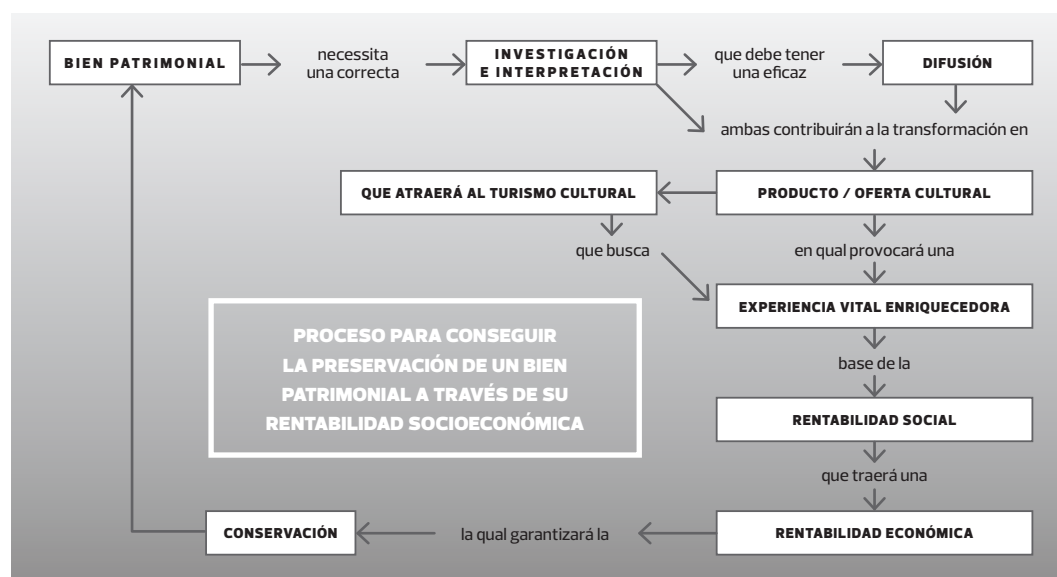 BIEN PATRIMONIAL
necessita
una correcta
INVESTIGACIÓN
E INTERPRETACIÓN
que debe tener
una eficaz
DIFUSIÓN
ambas contribuirán a la transformación en
QUE ATRAERÁ AL TURISMO CULTURAL
PRODUCTO / OFERTA CULTURAL
que busca
en qual provocará una
EXPERIENCIA VITAL ENRIQUECEDORA
PROCESO PARA CONSEGUIR
LA PRESERVACIÓN DE UN BIEN
PATRIMONIAL A TRAVÉS DE SU
RENTABILIDAD SOCIOECONÓMICA
base de la
RENTABILIDAD SOCIAL
que traerá una
RENTABILIDAD ECONÓMICA
la qual garantizará la
CONSERVACIÓN